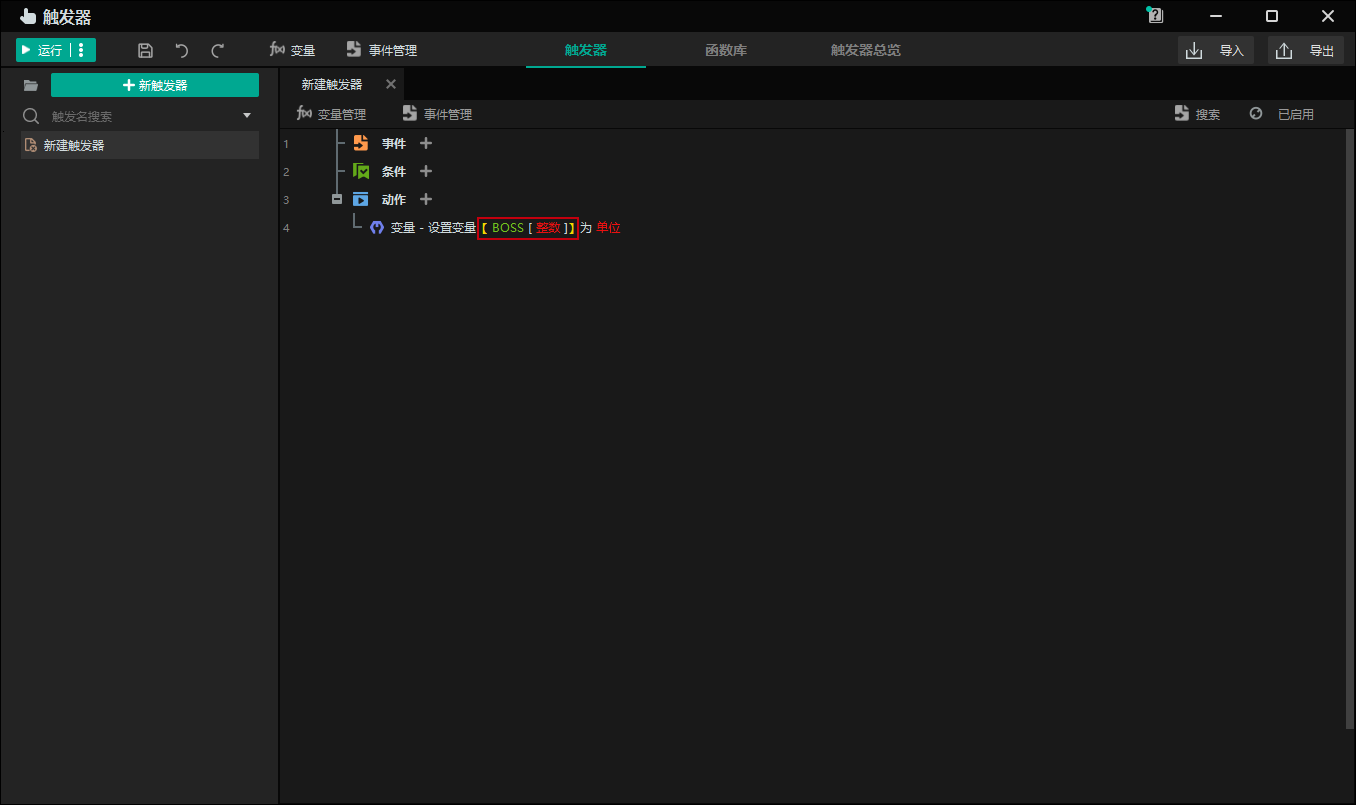 触发器
运行 变量 事件管理 触发器 函数库 触发器总览 导入 导出
新触发器 新建触发器
触发名搜索 变量管理 事件管理 搜索 已启用
新建触发器
1 事件
2 条件
3 动作
4 变量 - 设置变量【 BOSS [ 整数 ]】为 单位